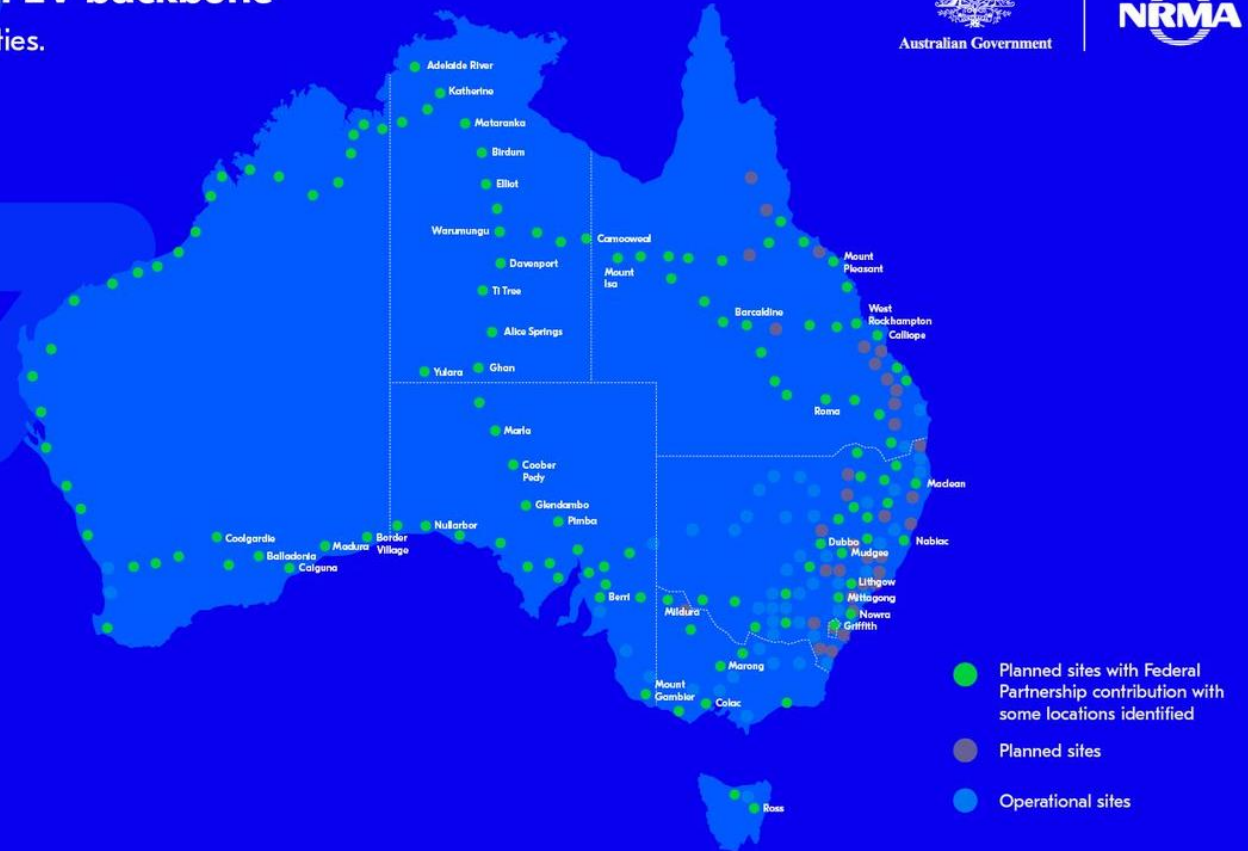 EV backbone
ties.
Australian Government
NRMA
Adelaide River
Katherine
Mataranka
Birdum
Elliot
Warumungu
Camooweal
Davenport
Mount
Isa
Mount
Pleasant
Ti Tree
Barcaldine
West
Rockhampton
Calliope
Alice Springs
Yulara
Ghan
Roma
Marla
Coober
Pedy
Maclean
Glendambo
Pimba
Nullarbor
Coolgardie
Border
Village
Madura
Balladonia
Caiguna
Dubbo
Nabiac
Mudgee
Lithgow
Berri
Mittagong
Mildura
Nowra
Griffith
Marong
Mount
Gambier
Colac
Ross
Planned sites with Federal
Partnership contribution with
some locations identified
Planned sites
Operational sites